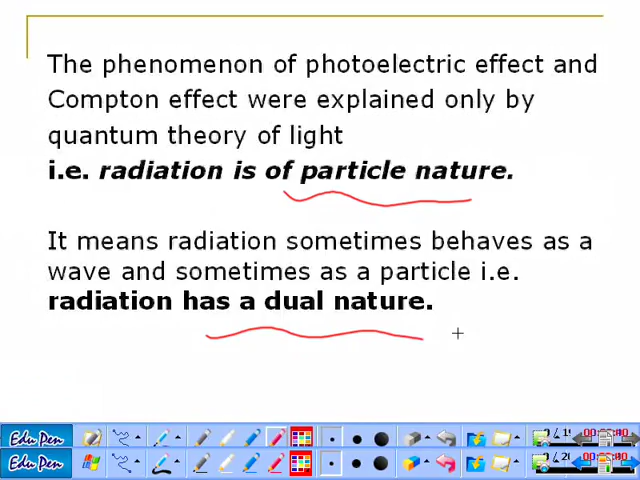 The phenomenon of photoelectric effect and
Compton effect were explained only by
quantum theory of light
i.e. radiation is of particle nature.
It means radiation sometimes behaves as a
wave and sometimes as a particle i.e.
radiation has a dual nature.
Edu Pen
Edu Pen